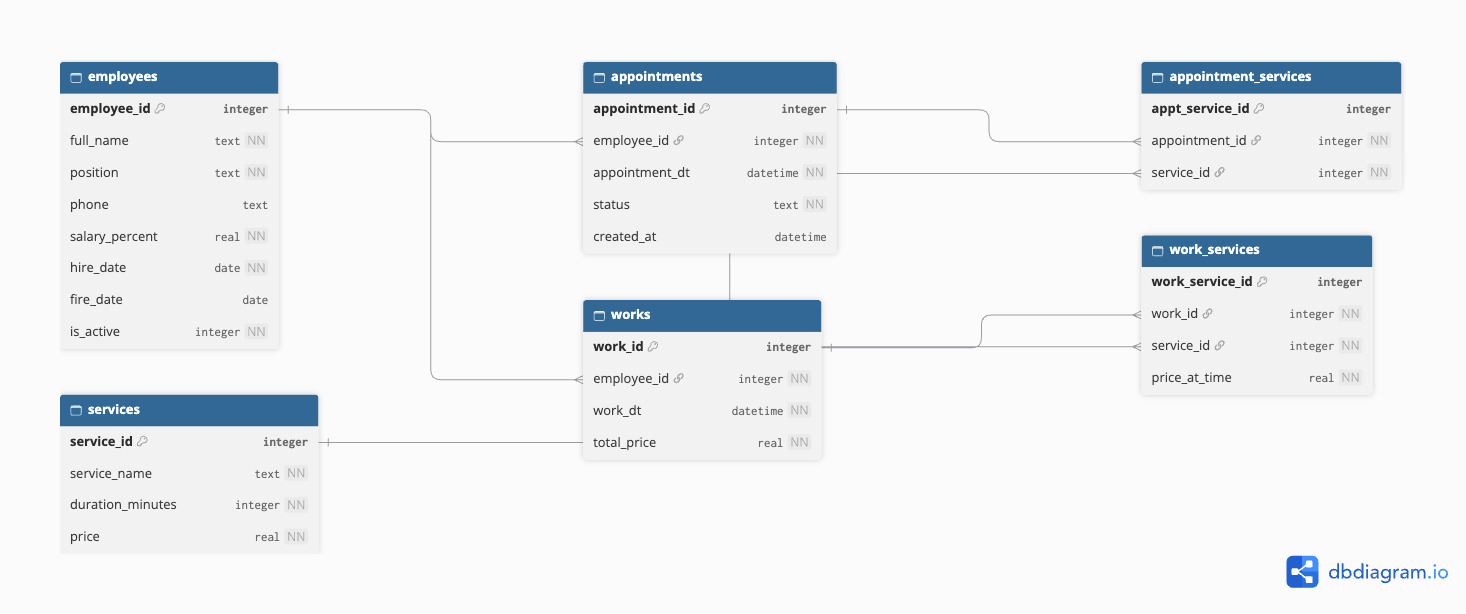 employees
employee_id integer
full_name text NN
position text NN
phone text
salary_percent real NN
hire_date date NN
fire_date date
is_active integer NN
services
service_id integer
service_name text NN
duration_minutes integer NN
price real NN
appointments
appointment_id integer
employee_id integer NN
appointment_dt datetime NN
status text NN
created_at datetime
works
work_id integer
employee_id integer NN
work_dt datetime NN
total_price real NN
appointment_services
appt_service_id integer
appointment_id integer NN
service_id integer NN
work_services
work_service_id integer
work_id integer NN
service_id integer NN
price_at_time real NN
dbdiagram.io